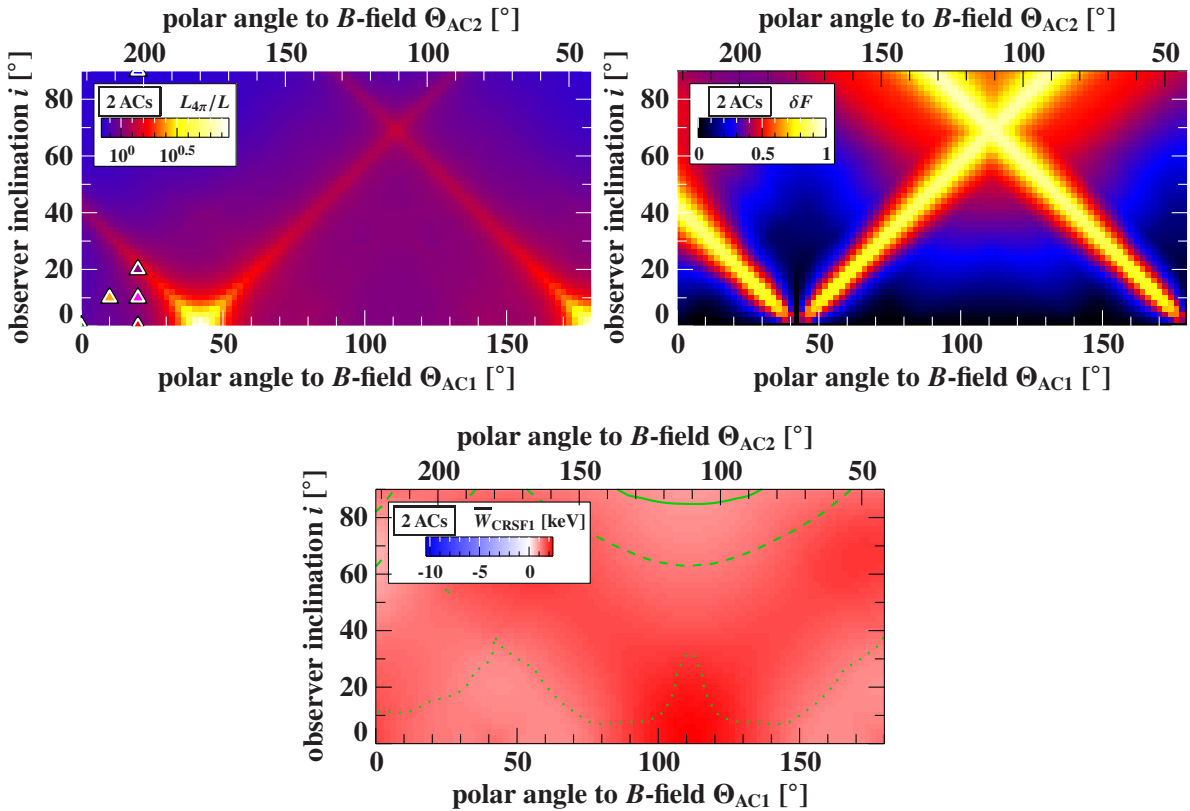 polar angle to B-field Θ_AC2 [°]
200 150 100 50
observer inclination i [°]
80
60
40
20
0
2 ACs L_4π/L
10^0 10^0.5
0 50 100 150
polar angle to B-field Θ_AC1 [°]
polar angle to B-field Θ_AC2 [°]
200 150 100 50
observer inclination i [°]
80
60
40
20
0
2 ACs δF
0 0.5 1
0 50 100 150
polar angle to B-field Θ_AC1 [°]
polar angle to B-field Θ_AC2 [°]
200 150 100 50
observer inclination i [°]
80
60
40
20
0
2 ACs W̅_CRSF1 [keV]
-10 -5 0
0 50 100 150
polar angle to B-field Θ_AC1 [°]